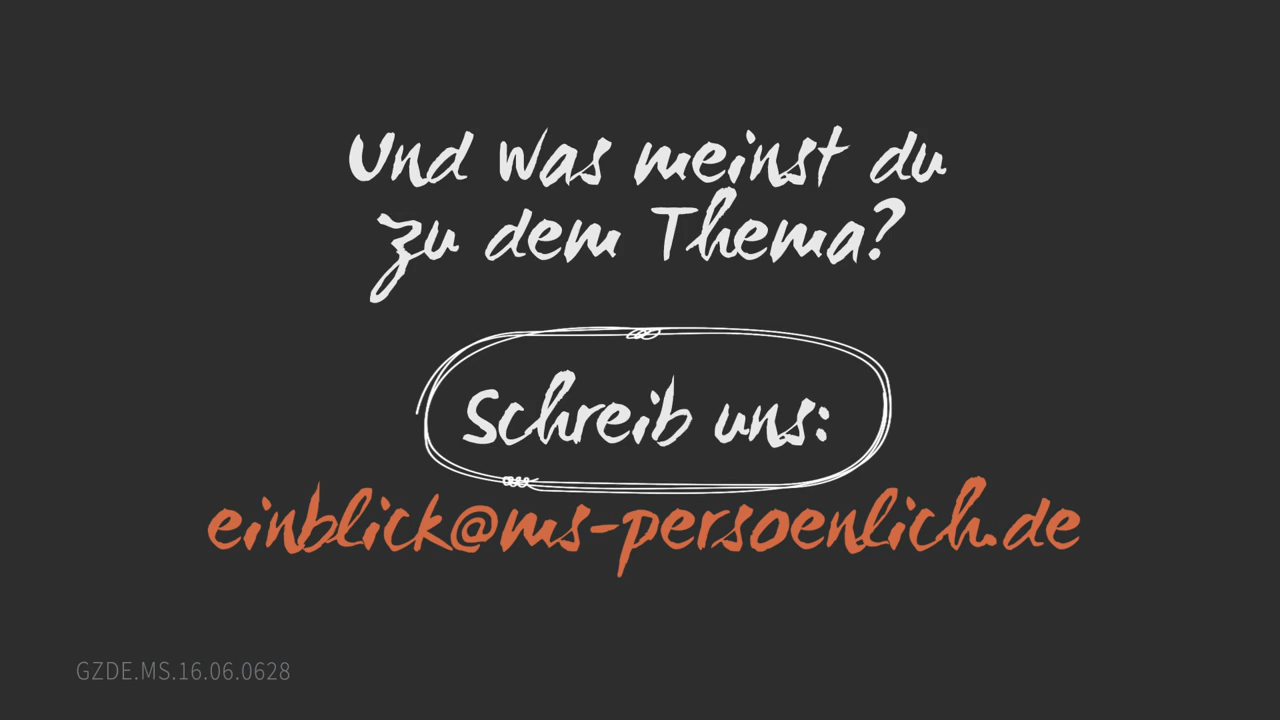 Und was meinst du
zu dem Thema?
Schreib uns:
einblick@ms-persoenlich.de
GZDE.MS.16.06.0628